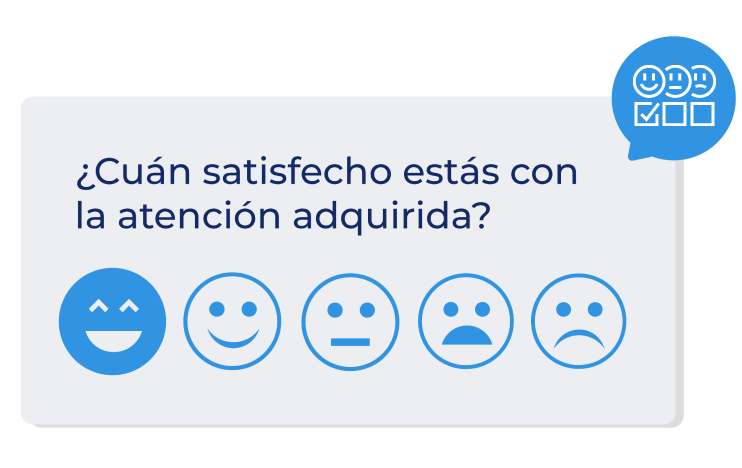 ¿Cuán satisfecho estás con
la atención adquirida?